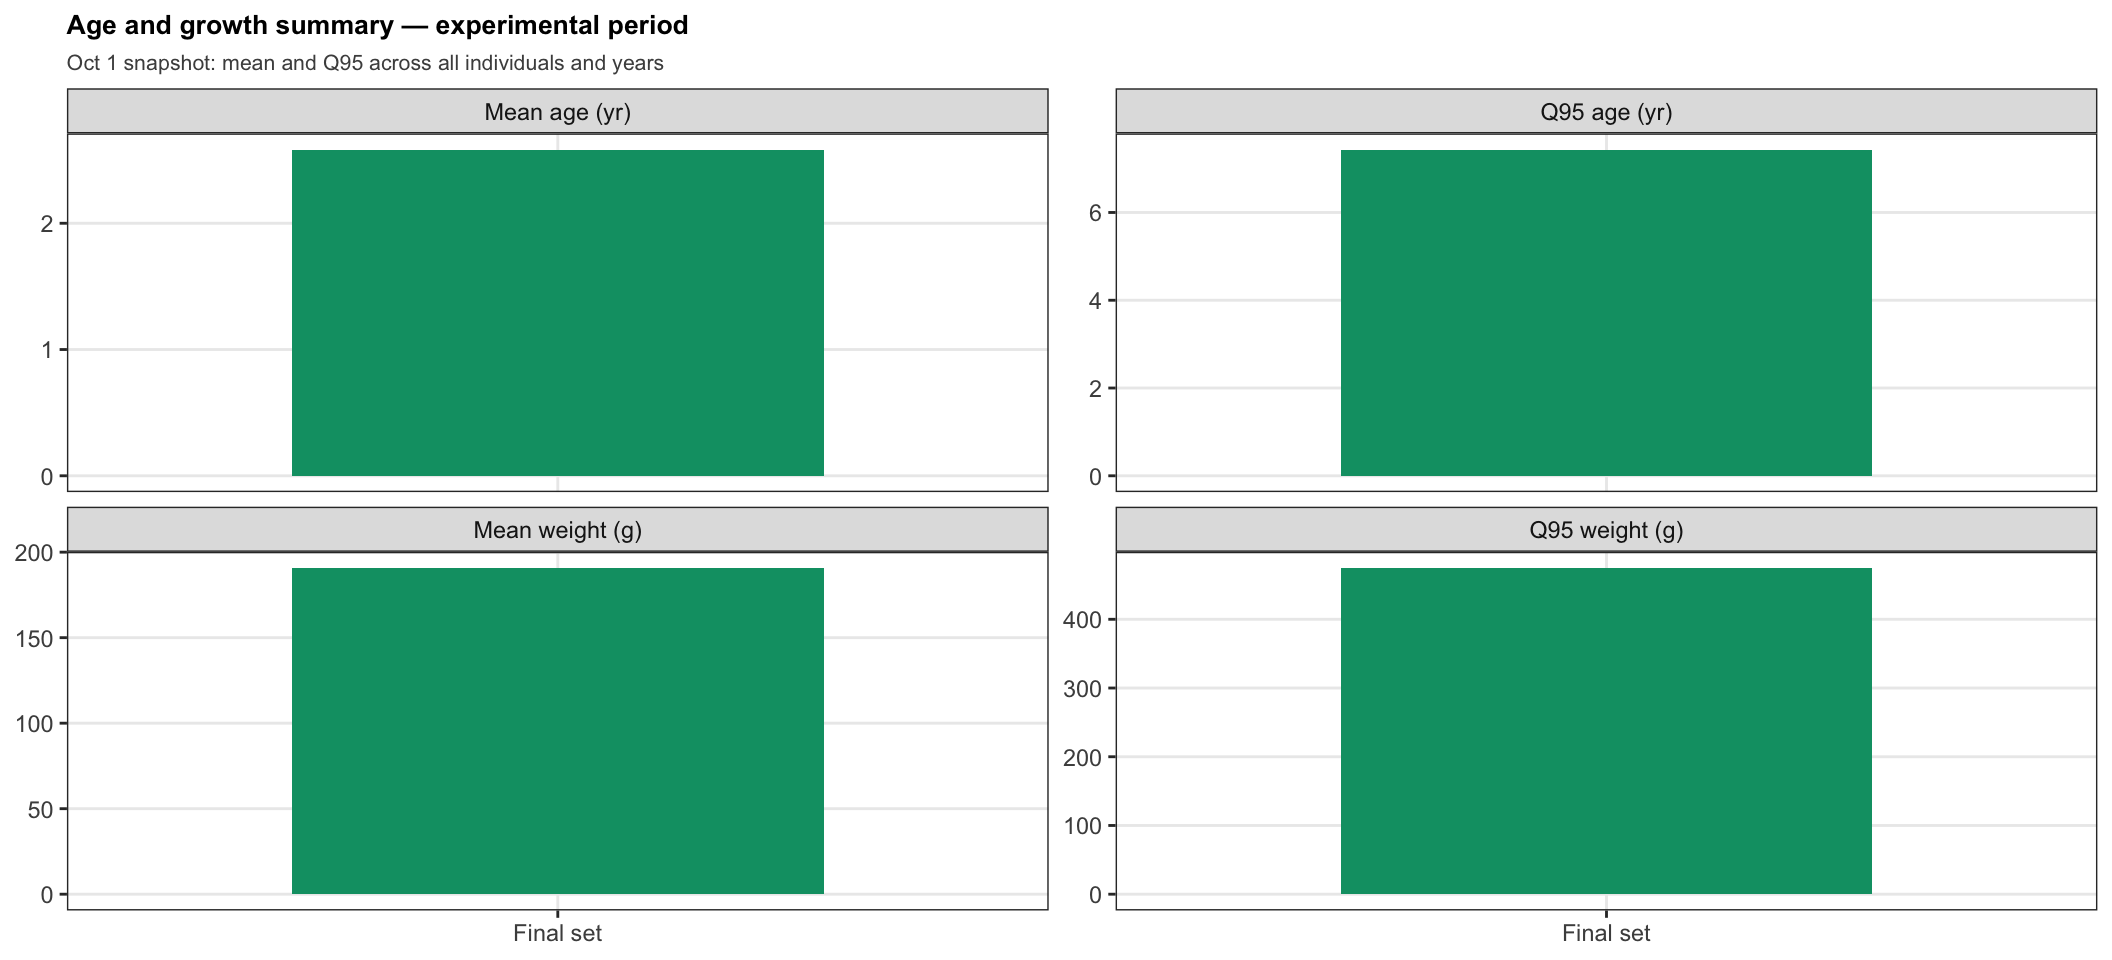 Age and growth summary — experimental period
Oct 1 snapshot: mean and Q95 across all individuals and years
Mean age (yr)
2
1
0
Q95 age (yr)
6
4
2
0
Mean weight (g)
200
150
100
50
0
Final set
Q95 weight (g)
400
300
200
100
0
Final set